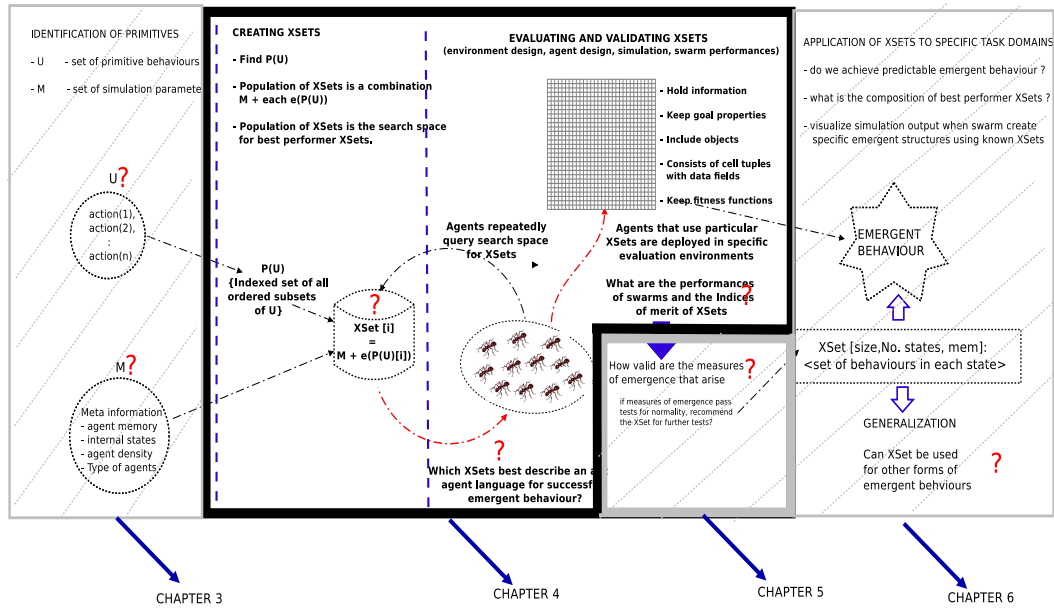 IDENTIFICATION OF PRIMITIVES
- U - set of primitive behaviours
- M - set of simulation paramete
U ?
action(1),
action(2),
:
action(n)
M ?
Meta information
- agent memory
- internal states
- agent density
- Type of agents
CREATING XSETS
- Find P(U)
- Population of XSets is a combination
M + each e(P(U))
- Population of XSets is the search space
for best performer XSets.
P(U)
{Indexed set of all
ordered subsets
of U}
?
XSet [i]
=
M + e(P(U)[i])
EVALUATING AND VALIDATING XSETS
(environment design, agent design, simulation, swarm performances)
- Hold information
- Keep goal properties
- Include objects
- Consists of cell tuples
with data fields
- Keep fitness functions
Agents repeatedly
query search space
for XSets
Agents that use particular
XSets are deployed in specific
evaluation environments
What are the performances
of swarms and the Indices
of merit of XSets
?
?
Which XSets best describe an a
agent language for successf
emergent behaviour?
How valid are the measures
of emergence that arise
?
if measures of emergence pass
tests for normality, recommend
the XSet for further tests?
APPLICATION OF XSETS TO SPECIFIC TASK DOMAINS
- do we achieve predictable emergent behaviour ?
- what is the composition of best performer XSets ?
- visualize simulation output when swarm create
specific emergent structures using known XSets
EMERGENT
BEHAVIOUR
XSet [size,No. states, mem]:
<set of behaviours in each state>
GENERALIZATION
Can XSet be used
for other forms of
emergent behviours
?
CHAPTER 3
CHAPTER 4
CHAPTER 5
CHAPTER 6